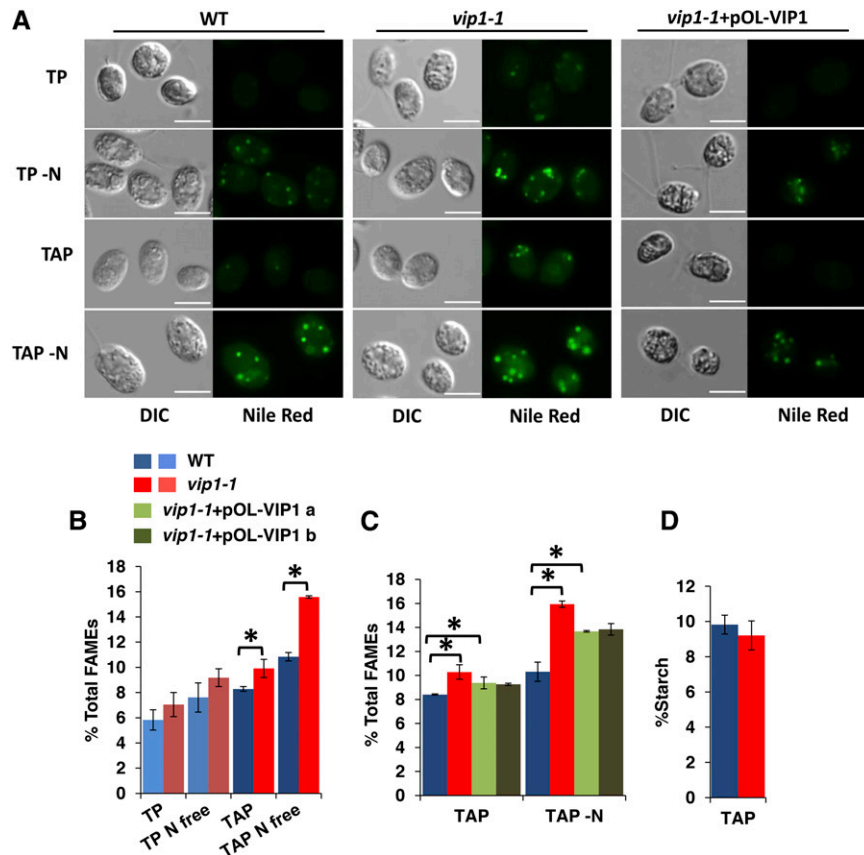 A
WT
vip1-1
vip1-1+pOL-VIP1
TP
TP -N
TAP
TAP -N
DIC Nile Red DIC Nile Red DIC Nile Red
WT
vip1-1
vip1-1+pOL-VIP1 a
vip1-1+pOL-VIP1 b
B
% Total FAMEs
18
16
14
12
10
8
6
4
2
0
*
*
TP
TP N free
TAP
TAP N free
C
% Total FAMEs
18
16
14
12
10
8
6
4
2
0
*
*
*
*
TAP TAP -N
D
%Starch
12
10
8
6
4
2
0
TAP